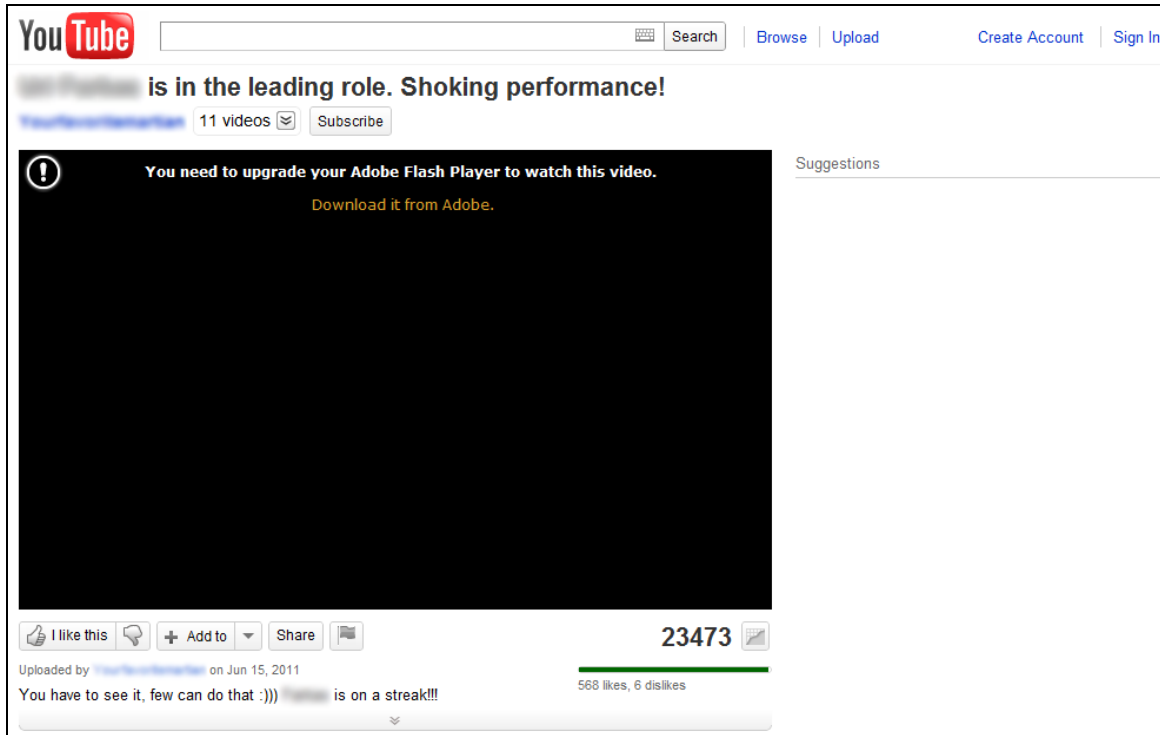 YouTube Search Browse Upload Create Account Sign In
is in the leading role. Shoking performance!
11 videos Subscribe
You need to upgrade your Adobe Flash Player to watch this video.
Download it from Adobe.
Suggestions
I like this Add to Share 23473
Uploaded by on Jun 15, 2011
568 likes, 6 dislikes
You have to see it, few can do that :))) is on a streak!!!